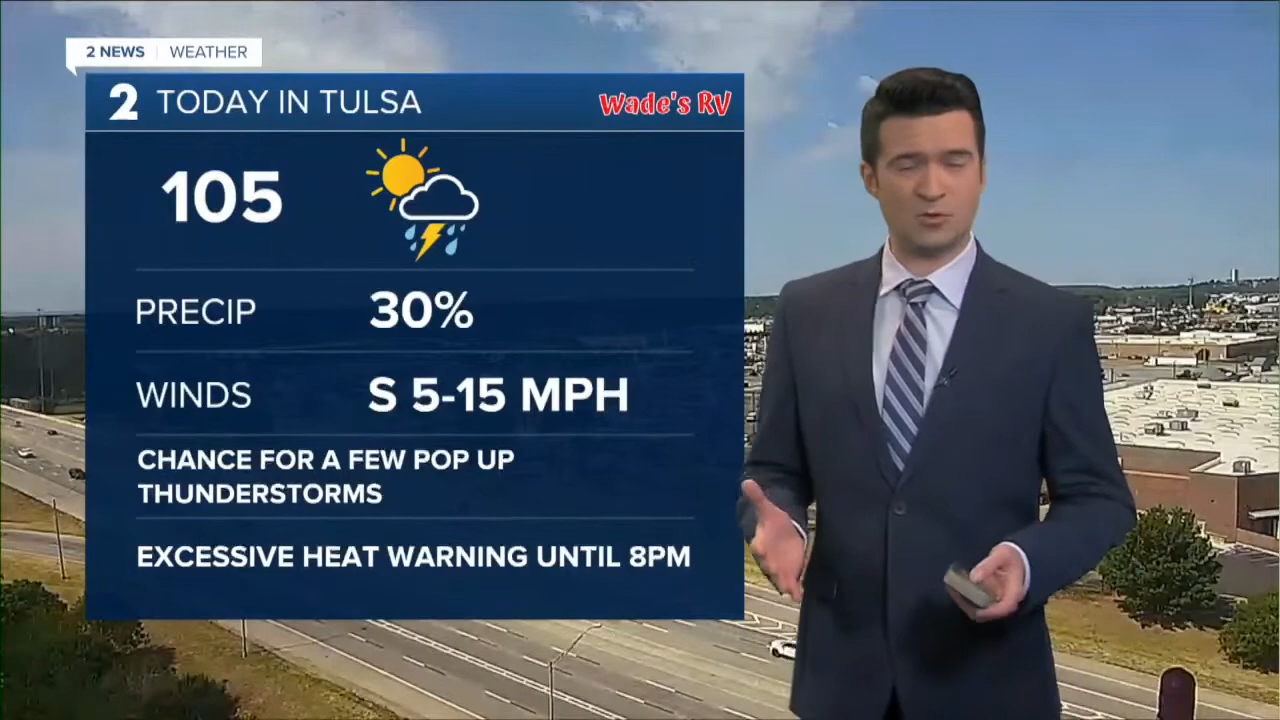 2 NEWS WEATHER
2 TODAY IN TULSA Wade's RV
105
PRECIP 30%
WINDS S 5-15 MPH
CHANCE FOR A FEW POP UP
THUNDERSTORMS
EXCESSIVE HEAT WARNING UNTIL 8PM